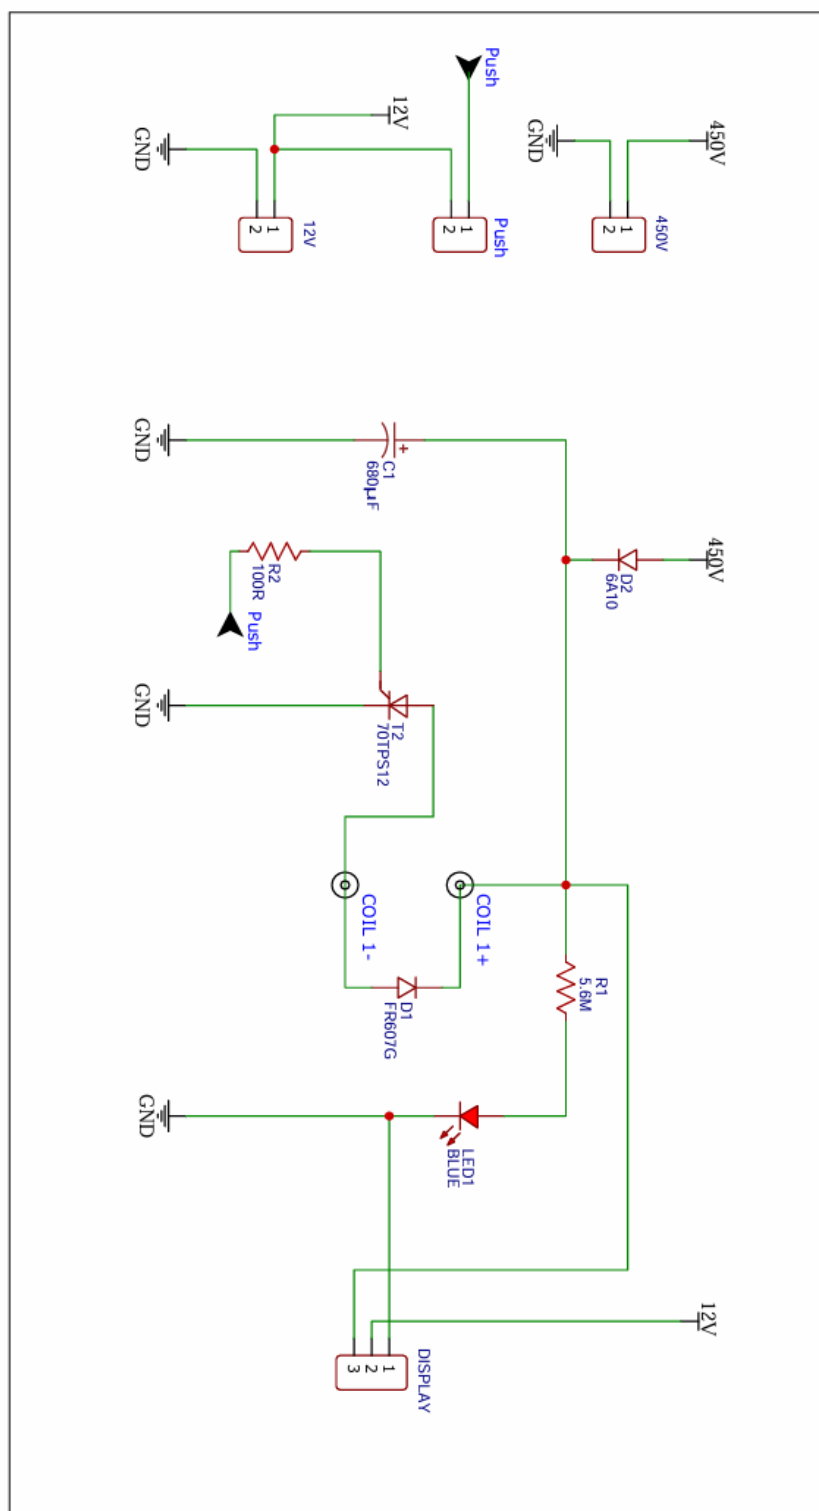 Push
12V
GND
450V
GND
1
2
12V
1
2
Push
1
2
450V
GND
C1
680μF
+
450V
D2
6A10
R2
100R
Push
GND
T2
70TPS12
COIL 1-
COIL 1+
D1
FR607G
R1
5.6M
GND
LED1
BLUE
12V
1
2
3
DISPLAY